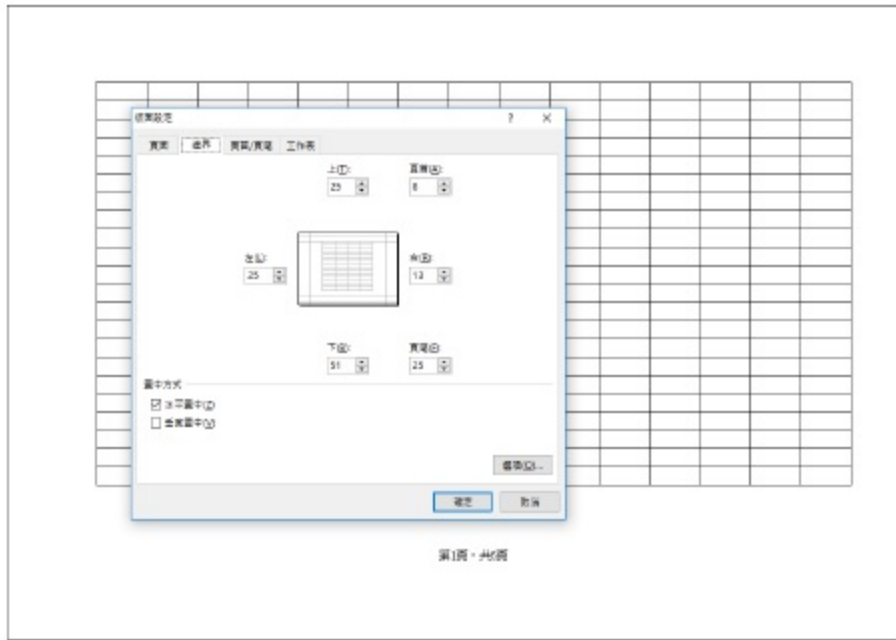 版面設定 ? ×
頁面 邊界 頁首/頁尾 工作表
上(T): 頁首(A):
23 8
左(L): 右(R):
25 13
下(B): 頁尾(F):
51 25
置中方式
水平置中(Z)
垂直置中(V)
選項(O)...
確定 取消
第1頁,共6頁